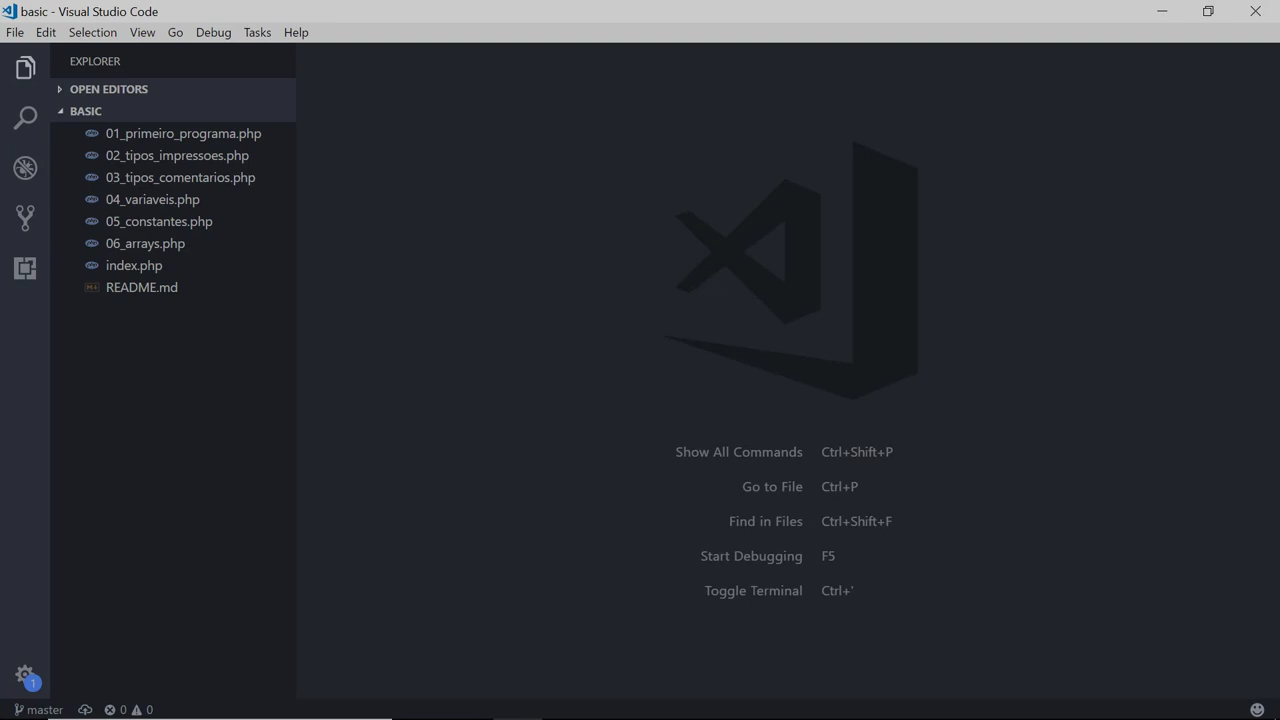 basic - Visual Studio Code
File Edit Selection View Go Debug Tasks Help
EXPLORER
OPEN EDITORS
BASIC
01_primeiro_programa.php
02_tipos_impressoes.php
03_tipos_comentarios.php
04_variaveis.php
05_constantes.php
06_arrays.php
index.php
M↓ README.md
Show All Commands Ctrl+Shift+P
Go to File Ctrl+P
Find in Files Ctrl+Shift+F
Start Debugging F5
Toggle Terminal Ctrl+'
1
master 0 0